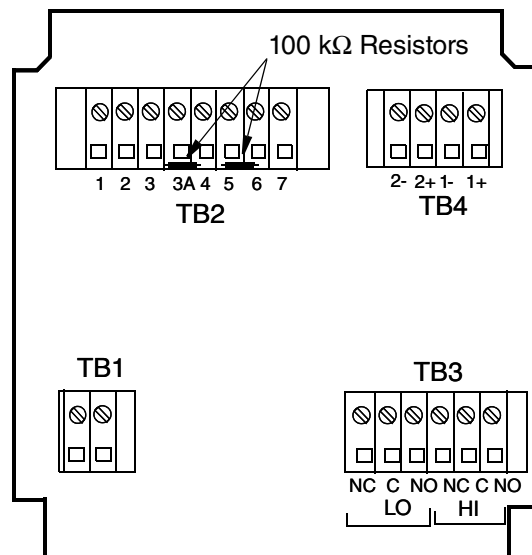 100 kΩ Resistors
1 2 3 3A 4 5 6 7
TB2
2- 2+ 1- 1+
TB4
TB1
TB3
NC C NO NC C NO
LO HI